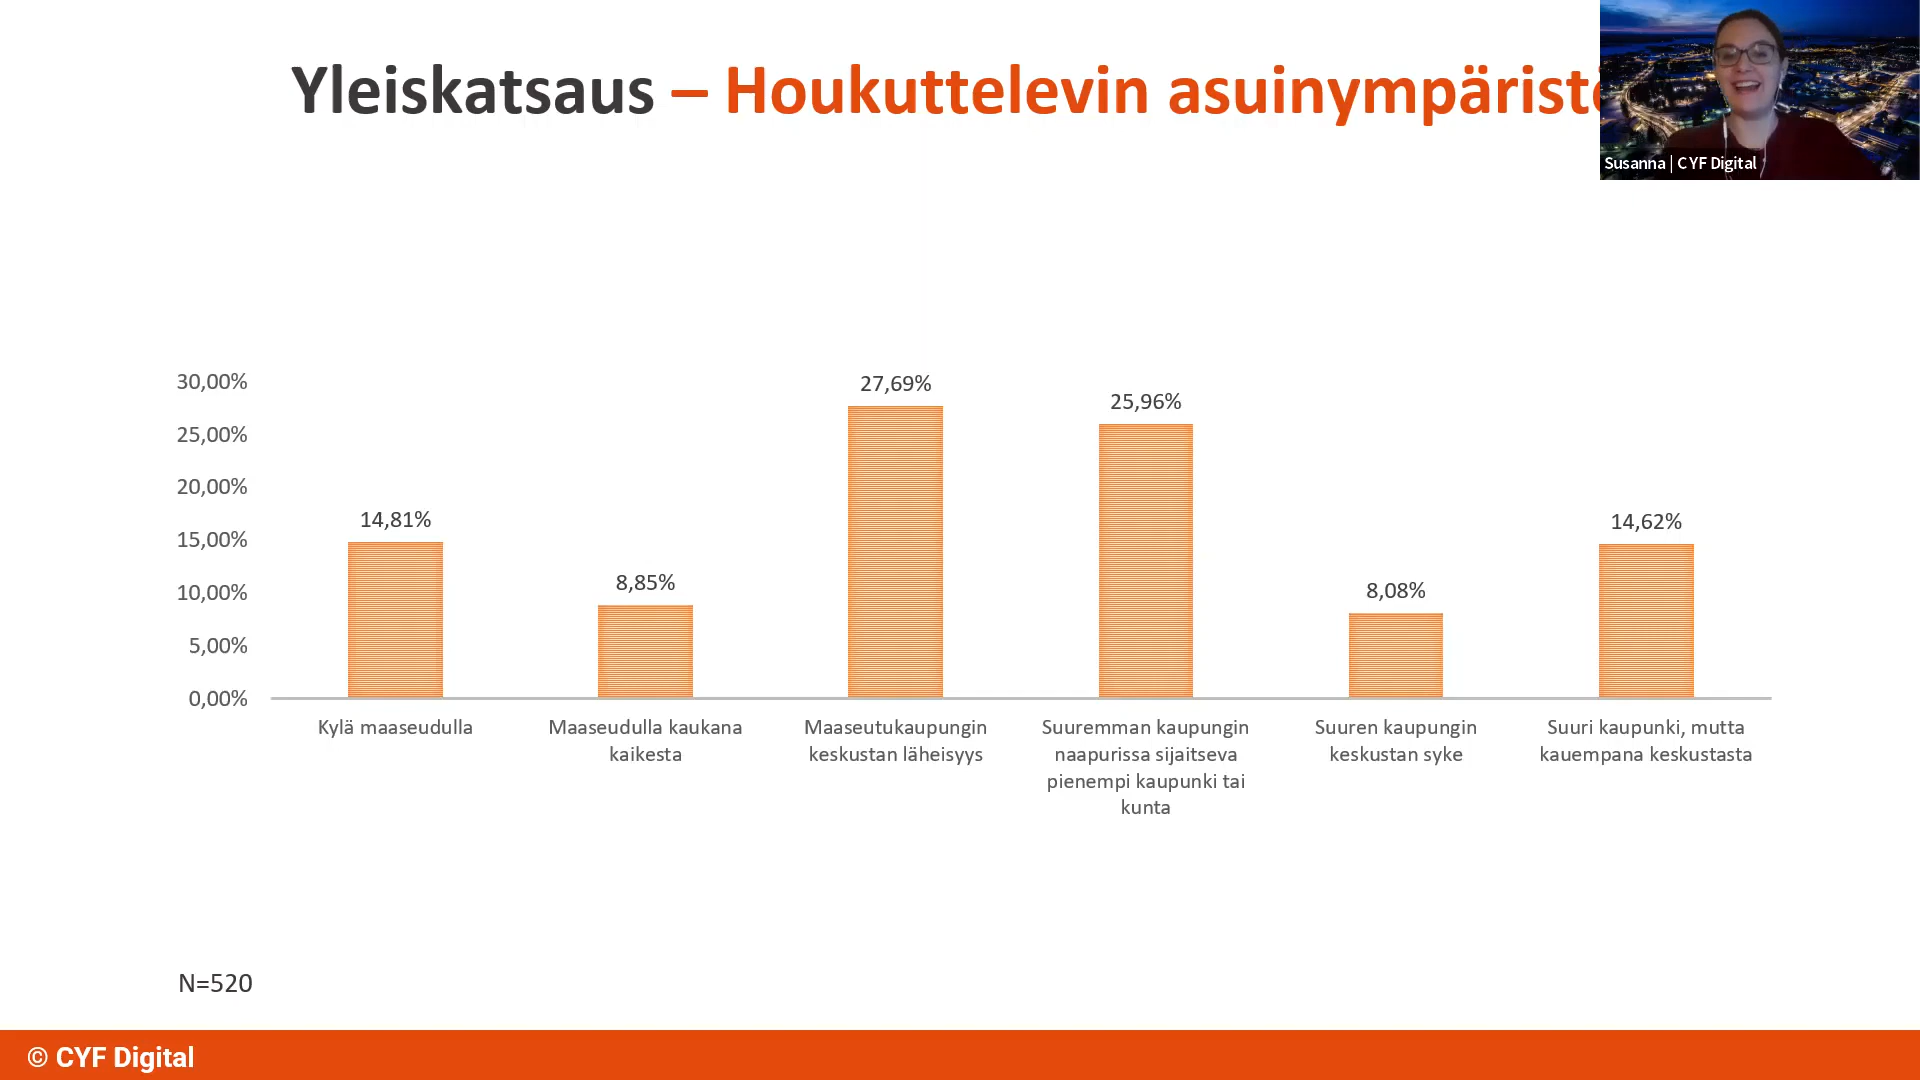 Yleiskatsaus – Houkuttelevin asuinympärist
Susanna | CYF Digital
30,00%
25,00%
20,00%
15,00%
10,00%
5,00%
0,00%
14,81%
8,85%
27,69%
25,96%
8,08%
14,62%
Kylä maaseudulla
Maaseudulla kaukana
kaikesta
Maaseutukaupungin
keskustan läheisyys
Suuremman kaupungin
naapurissa sijaitseva
pienempi kaupunki tai
kunta
Suuren kaupungin
keskustan syke
Suuri kaupunki, mutta
kauempana keskustasta
N=520
© CYF Digital